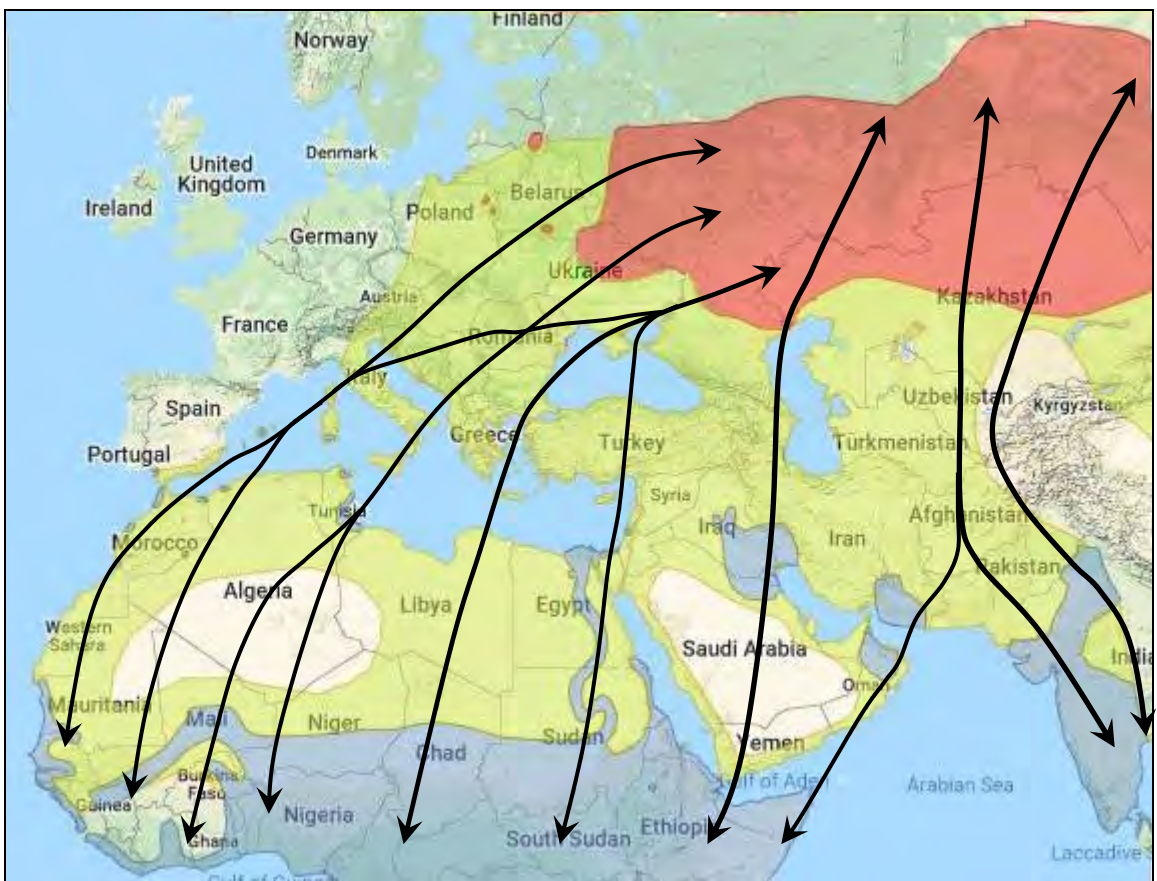 Finland
Norway
Denmark
United
Kingdom
Ireland
Belarus
Poland
Germany
Ukraine
Austria
Kazakhstan
France
Romania
Italy
Uzbekistan
Kyrgyzstan
Spain
Greece
Turkey
Turkmenistan
Portugal
Syria
Tunisia
Iraq
Afghanistan
Iran
Morocco
Pakistan
Algeria
Libya
Egypt
Western
Sahara
Saudi Arabia
India
Oman
Mauritania
Mali
Niger
Sudan
Chad
Yemen
Burkina
Faso
Gulf of Aden
Arabian Sea
Guinea
Nigeria
Ethiopi
South Sudan
Ghana
Laccadive